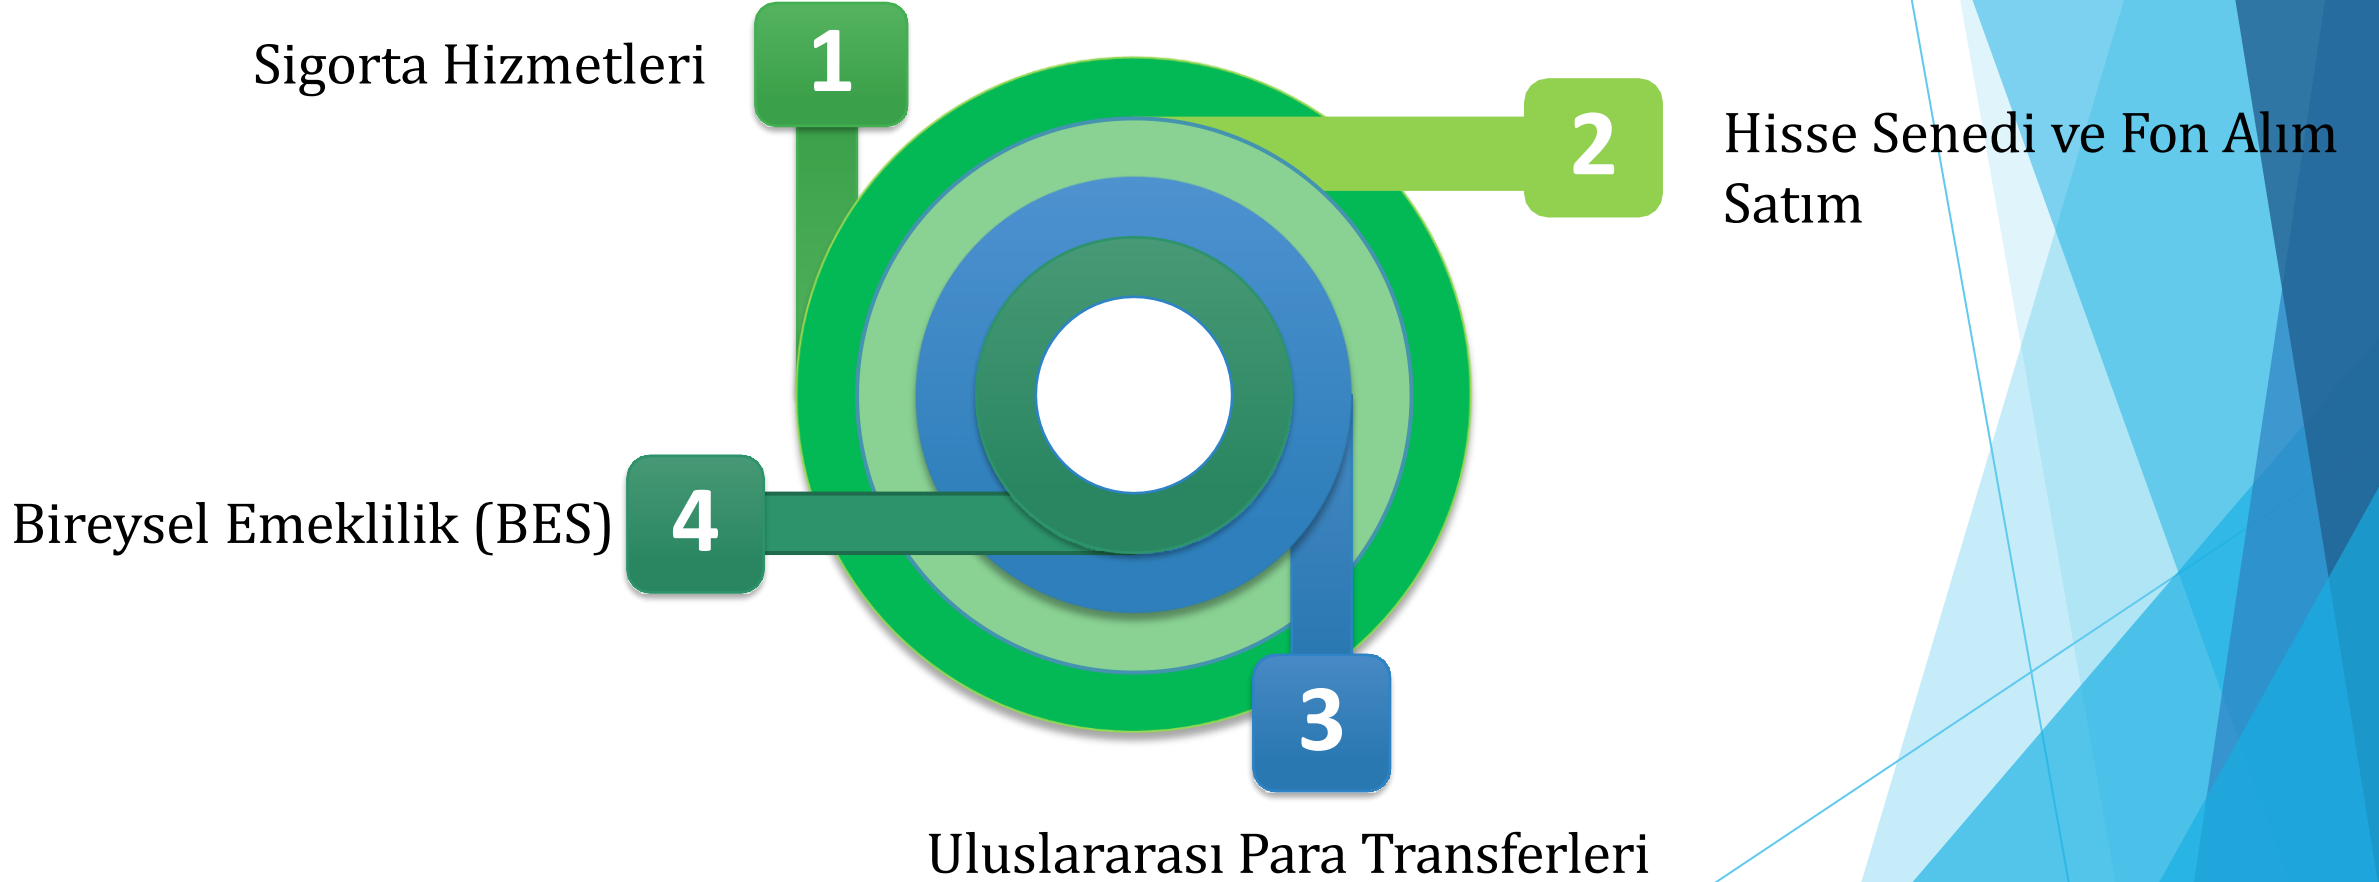 Sigorta Hizmetleri
1
2
Hisse Senedi ve Fon Alım
Satım
Bireysel Emeklilik (BES)
4
3
Uluslararası Para Transferleri